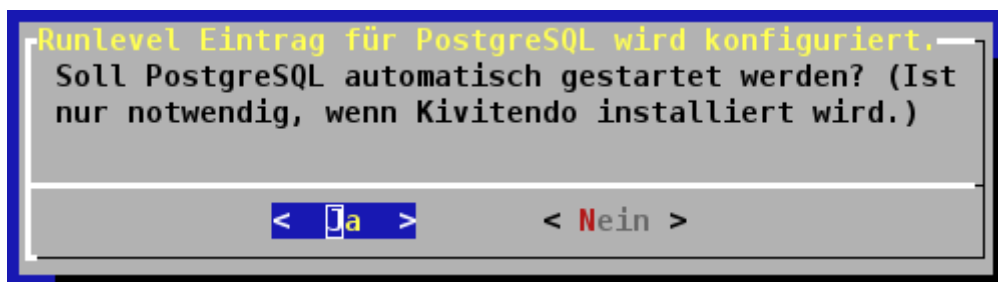 Runlevel Eintrag für PostgreSQL wird konfiguriert.
Soll PostgreSQL automatisch gestartet werden? (Ist
nur notwendig, wenn Kivitendo installiert wird.)
< Ja > < Nein >